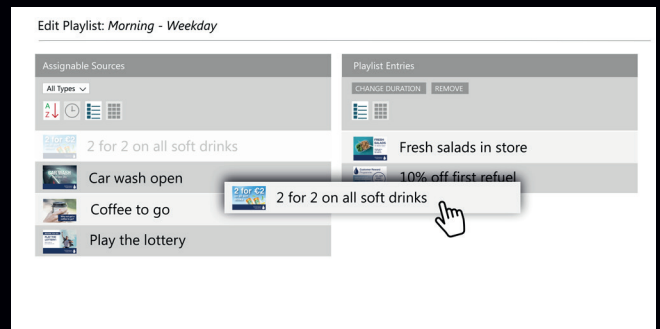 Edit Playlist: Morning - Weekday
Assignable Sources
All Types
A
Z
2 for 2 on all soft drinks
Car wash open
Coffee to go
Play the lottery
Playlist Entries
CHANGE DURATION REMOVE
Fresh salads in store
10% off first refuel
2 for €2
2 for 2 on all soft drinks